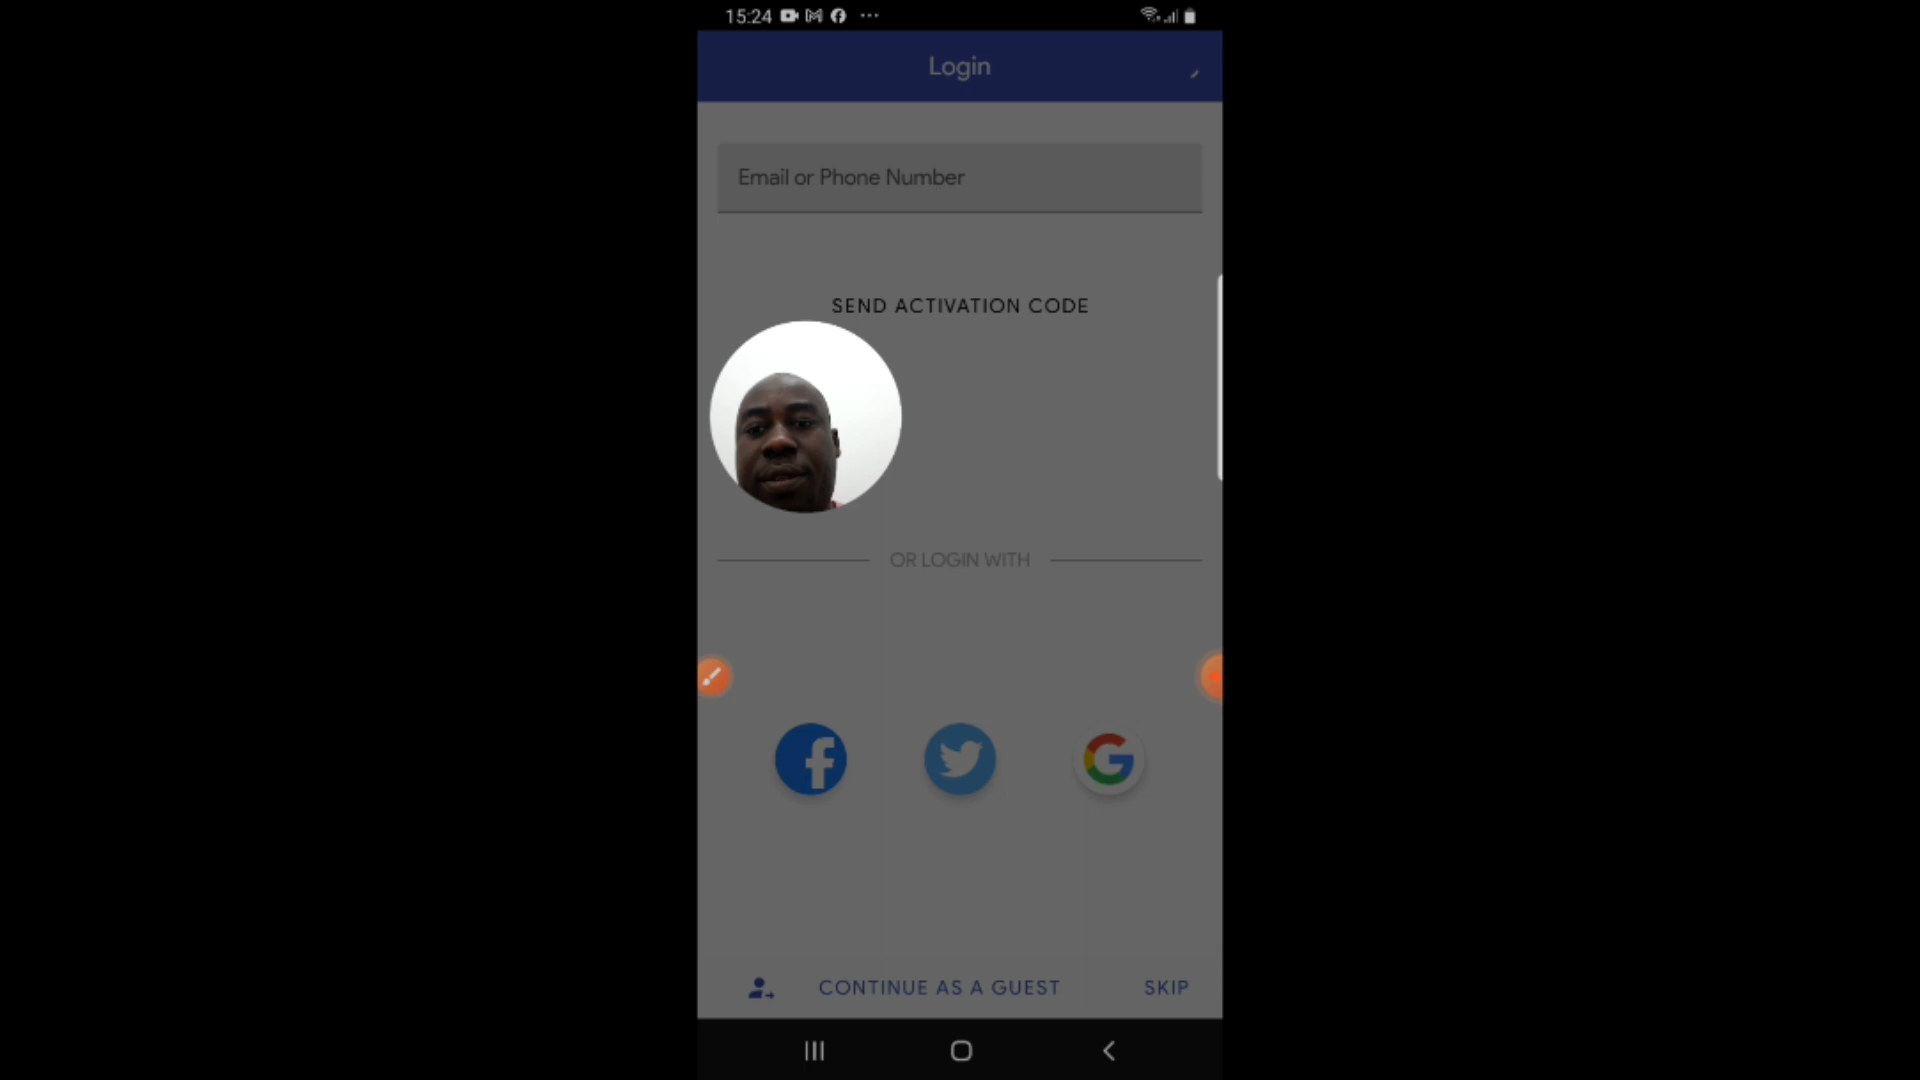 15:24
Login
Email or Phone Number
SEND ACTIVATION CODE
OR LOGIN WITH
CONTINUE AS A GUEST SKIP